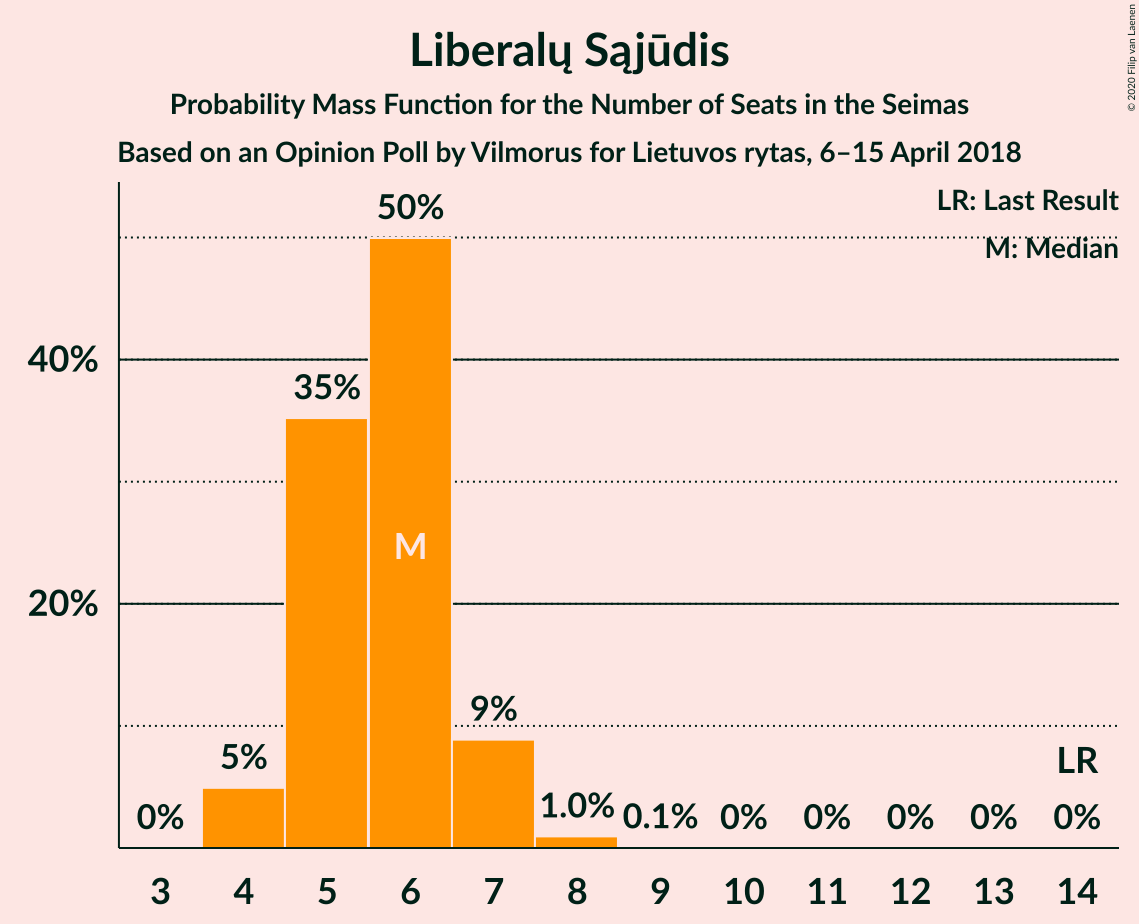 Liberalų Sąjūdis
Probability Mass Function for the Number of Seats in the Seimas
Based on an Opinion Poll by Vilmorus for Lietuvos rytas, 6–15 April 2018
© 2020 Filip van Laenen
LR: Last Result
M: Median
50%
40%
35%
M
20%
9%
5%
LR
0%
1.0%
0.1%
0%
0%
0%
0%
0%
3 4 5 6 7 8 9 10 11 12 13 14